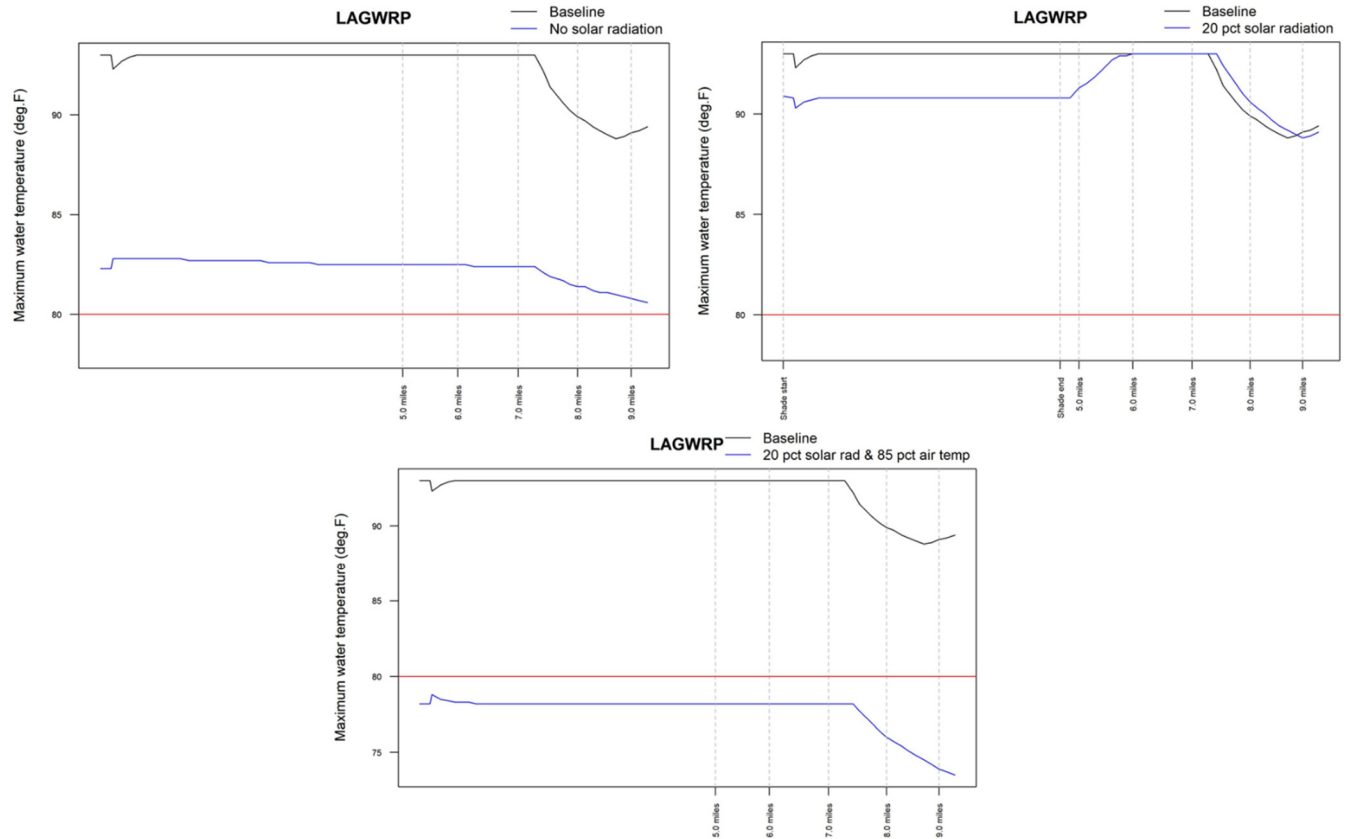 LAGWRP
Baseline
No solar radiation
Maximum water temperature (deg.F)
90
85
80
5.0 miles
6.0 miles
7.0 miles
8.0 miles
9.0 miles
LAGWRP
Baseline
20 pct solar radiation
Maximum water temperature (deg.F)
90
85
80
Shade start
Shade end
5.0 miles
6.0 miles
7.0 miles
8.0 miles
9.0 miles
LAGWRP
Baseline
20 pct solar rad & 85 pct air temp
Maximum water temperature (deg.F)
90
85
80
75
5.0 miles
6.0 miles
7.0 miles
8.0 miles
9.0 miles